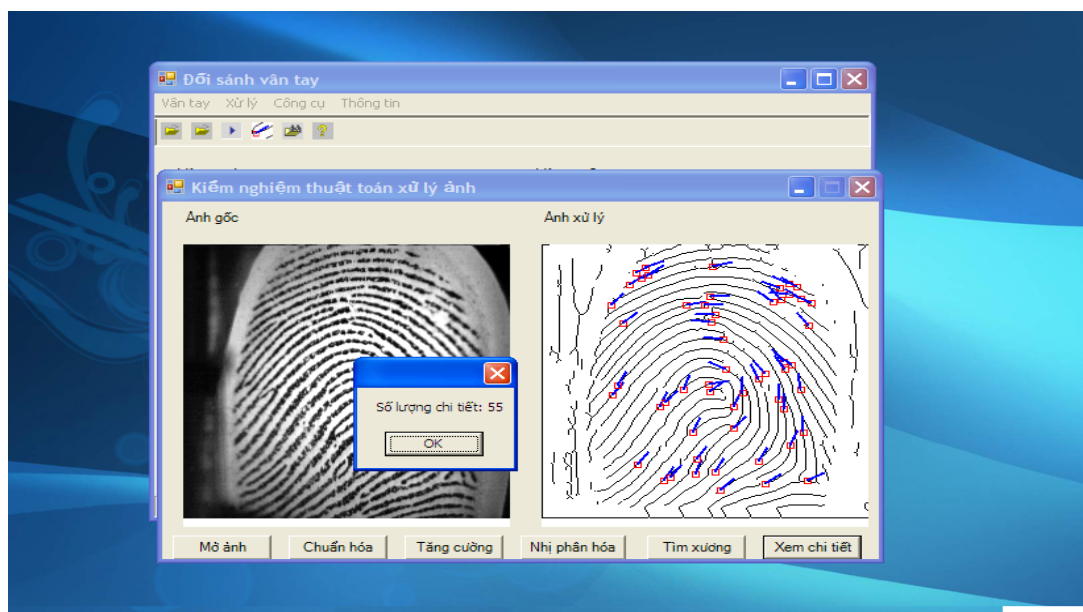 Đối sánh vân tay
Vân tay Xử lý Công cụ Thông tin
Kiểm nghiệm thuật toán xử lý ảnh
Ảnh gốc
Ảnh xử lý
Số lượng chi tiết: 55
OK
Mở ảnh Chuẩn hóa Tăng cường Nhị phân hóa Tìm xương Xem chi tiết